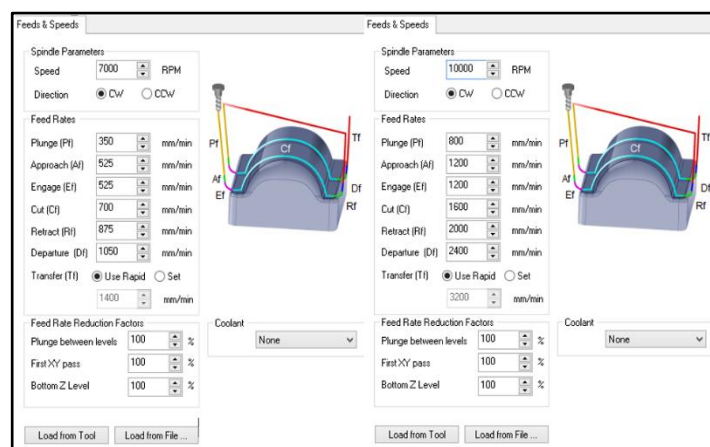 Feeds & Speeds
Spindle Parameters
Speed 7000 RPM
Direction CW CCW
Feed Rates
Plunge (Pf) 350 mm/min
Approach (Af) 525 mm/min
Engage (Ef) 525 mm/min
Cut (Cf) 700 mm/min
Retract (Rf) 875 mm/min
Departure (Df) 1050 mm/min
Transfer (Tf) Use Rapid Set
1400 mm/min
Feed Rate Reduction Factors
Plunge between levels 100 %
First XY pass 100 %
Bottom Z Level 100 %
Load from Tool Load from File ...
Pf
Tf
Cf
Af
Ef
Df
Rf
Coolant
None
Feeds & Speeds
Spindle Parameters
Speed 10000 RPM
Direction CW CCW
Feed Rates
Plunge (Pf) 800 mm/min
Approach (Af) 1200 mm/min
Engage (Ef) 1200 mm/min
Cut (Cf) 1600 mm/min
Retract (Rf) 2000 mm/min
Departure (Df) 2400 mm/min
Transfer (Tf) Use Rapid Set
3200 mm/min
Feed Rate Reduction Factors
Plunge between levels 100 %
First XY pass 100 %
Bottom Z Level 100 %
Load from Tool Load from File ...
Pf
Tf
Cf
Af
Ef
Df
Rf
Coolant
None